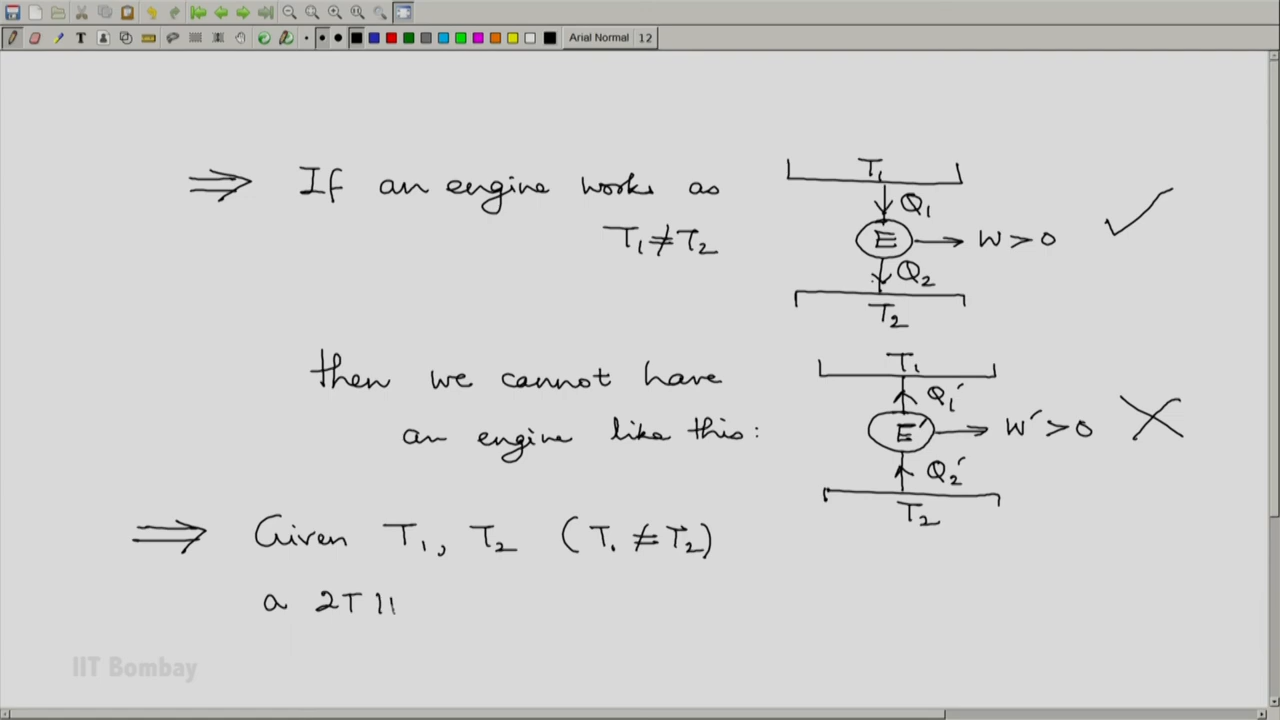 Arial Normal 12
⇒ If an engine works as
T₁ ≠ T₂
T₁
Q₁
E → W > 0 ✓
Q₂
T₂
then we cannot have
an engine like this:
T₁
Q₁′
E′ → W′ > 0 ✗
Q₂′
T₂
⇒ Given T₁, T₂ (T₁ ≠ T₂)
a 2T
IIT Bombay